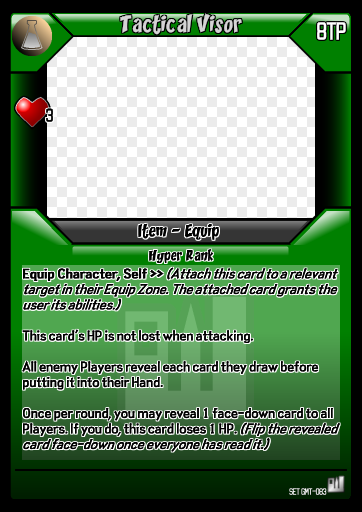 Tactical Visor
8TP
3
Item - Equip
Hyper Rank
Equip Character, Self >> (Attach this card to a relevant
target in their Equip Zone. The attached card grants the
user its abilities.)
This card's HP is not lost when attacking.
All enemy Players reveal each card they draw before
putting it into their Hand.
Once per round, you may reveal 1 face-down card to all
Players. If you do, this card loses 1 HP. (Flip the revealed
card face-down once everyone has read it.)
SET GMT-083